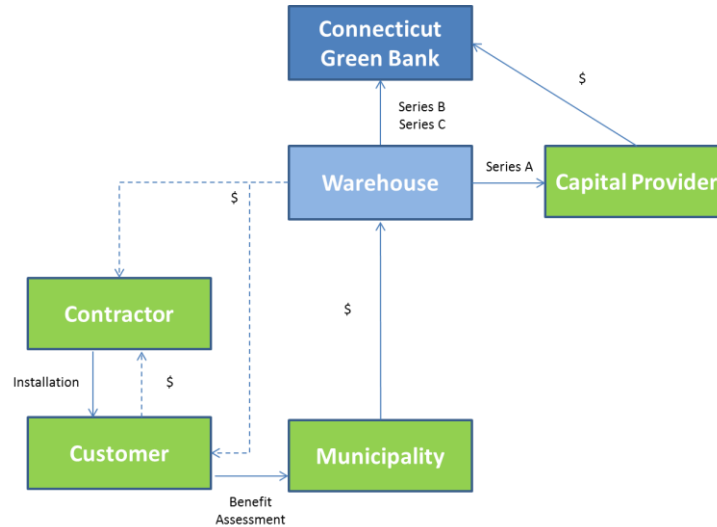 Connecticut
Green Bank
$
Series B
Series C
Warehouse
Series A
Capital Provider
$
Contractor
$
Installation
$
Customer
Municipality
Benefit
Assessment